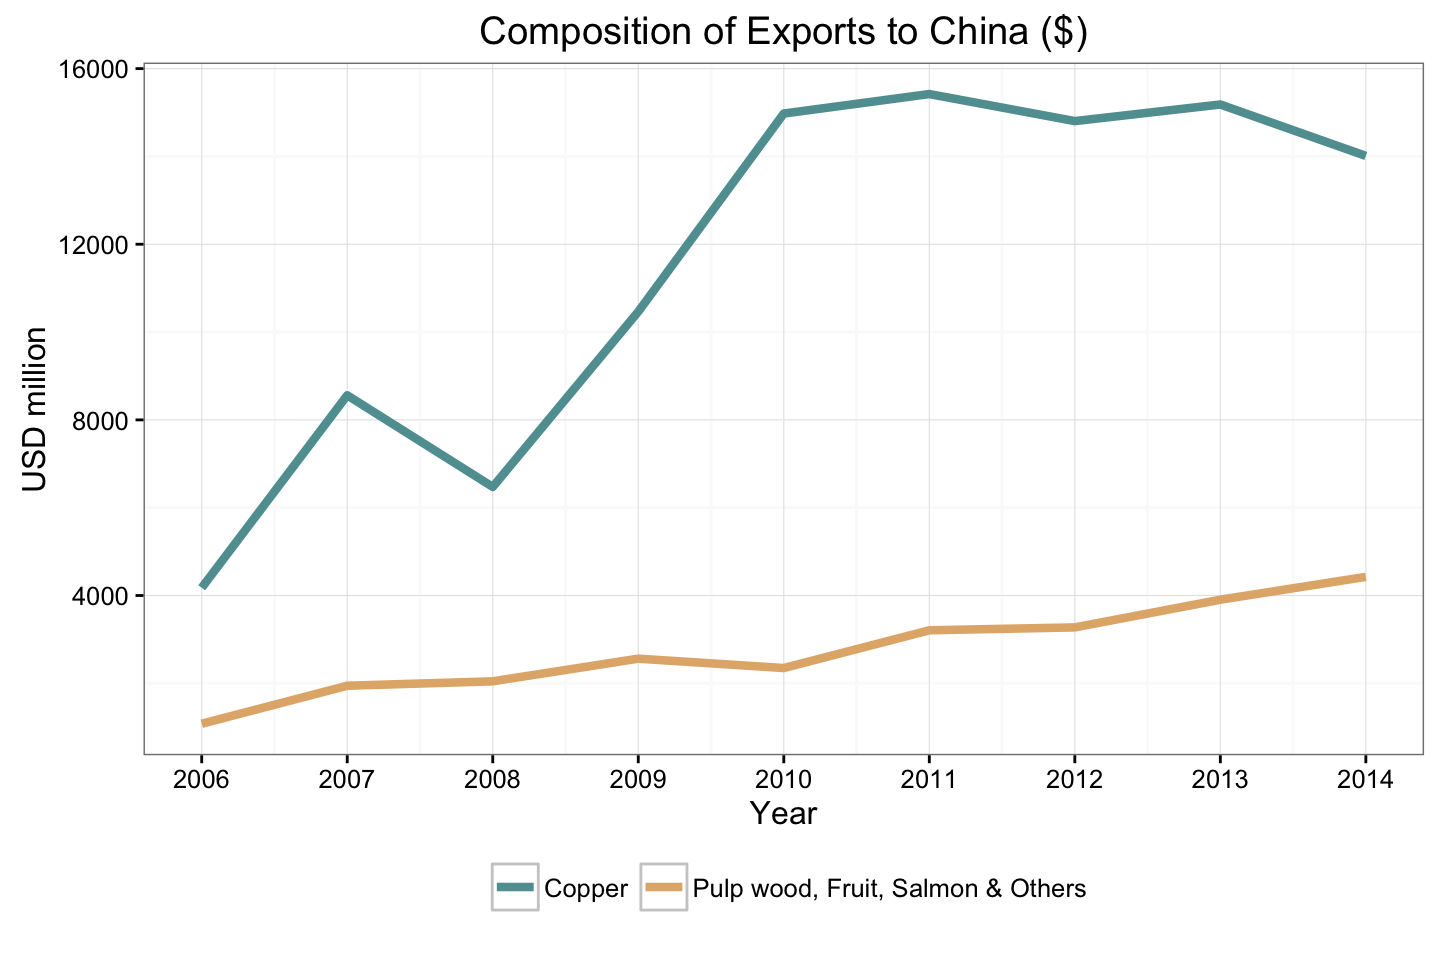 Composition of Exports to China ($)
16000
12000
8000
4000
USD million
2006 2007 2008 2009 2010 2011 2012 2013 2014
Year
Copper Pulp wood, Fruit, Salmon & Others